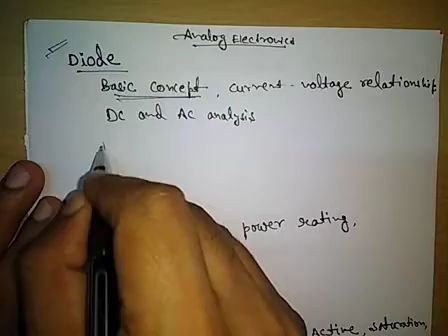 Analog Electronics
Diode
Basic concept, current-voltage relationship
DC and AC analysis
power rating,
Active, saturation,